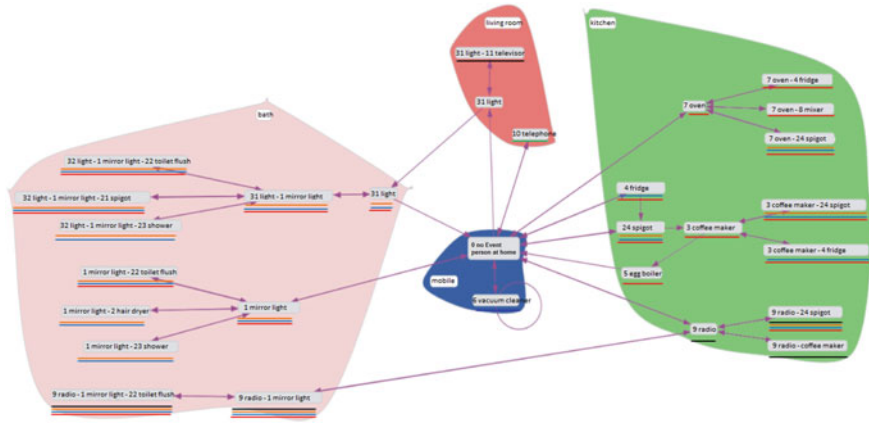 living room
kitchen
31 light - 11 televisor
7 oven - 4 fridge
31 light
7 oven
7 oven - 8 mixer
bath
10 telephone
7 oven - 24 spigot
32 light - 1 mirror light - 22 toilet flush
32 light - 1 mirror light - 21 spigot
31 light - 1 mirror light
31 light
4 fridge
3 coffee maker - 24 spigot
32 light - 1 mirror light - 23 shower
24 spigot
3 coffee maker
0 no Event
person at home
3 coffee maker - 4 fridge
1 mirror light - 22 toilet flush
mobile
5 egg boiler
6 vacuum cleaner
1 mirror light - 2 hair dryer
1 mirror light
9 radio - 24 spigot
9 radio
1 mirror light - 23 shower
9 radio - coffee maker
9 radio - 1 mirror light - 22 toilet flush
9 radio - 1 mirror light